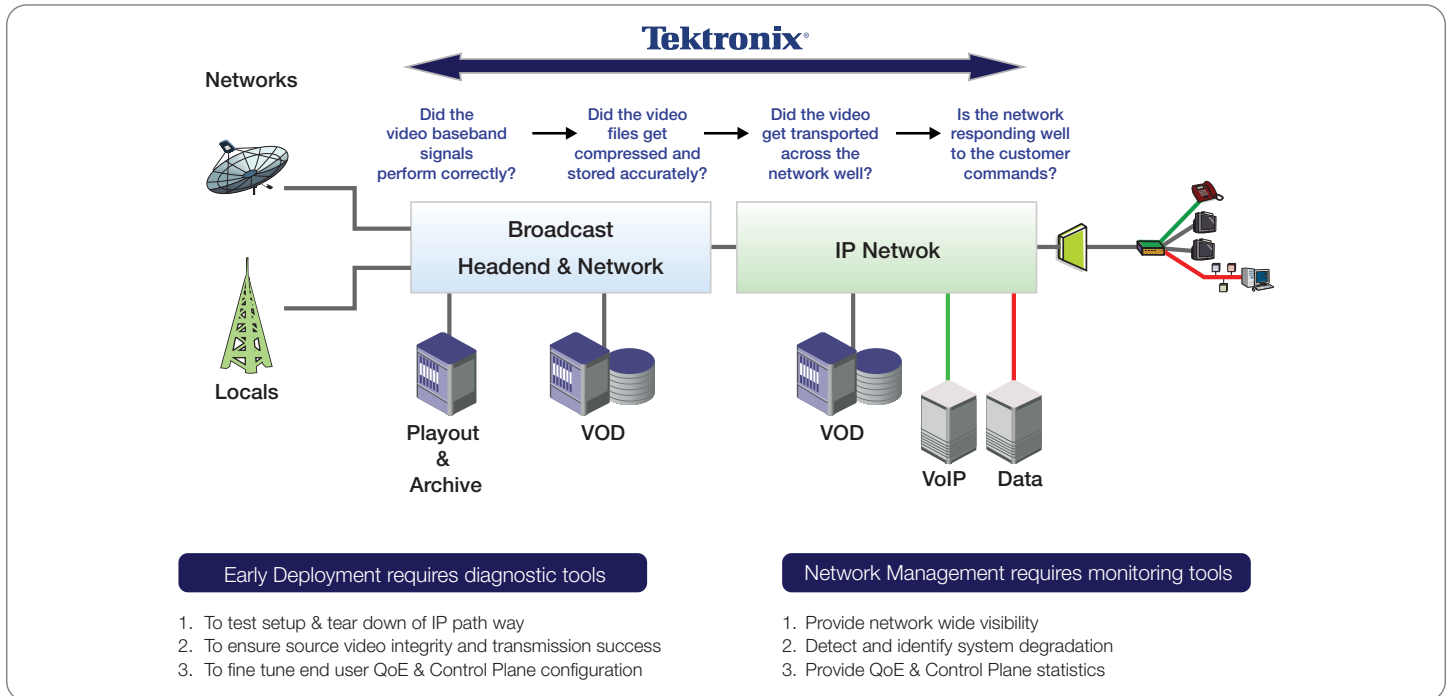 Tektronix®
Networks
Did the
video baseband
signals
perform correctly?
Did the video
files get
compressed and
stored accurately?
Did the video
get transported
across the
network well?
Is the network
responding well
to the customer
commands?
Broadcast
Headend & Network
IP Netwok
Locals
Playout
&
Archive
VOD
VOD
VoIP
Data
Early Deployment requires diagnostic tools
1. To test setup & tear down of IP path way
2. To ensure source video integrity and transmission success
3. To fine tune end user QoE & Control Plane configuration
Network Management requires monitoring tools
1. Provide network wide visibility
2. Detect and identify system degradation
3. Provide QoE & Control Plane statistics